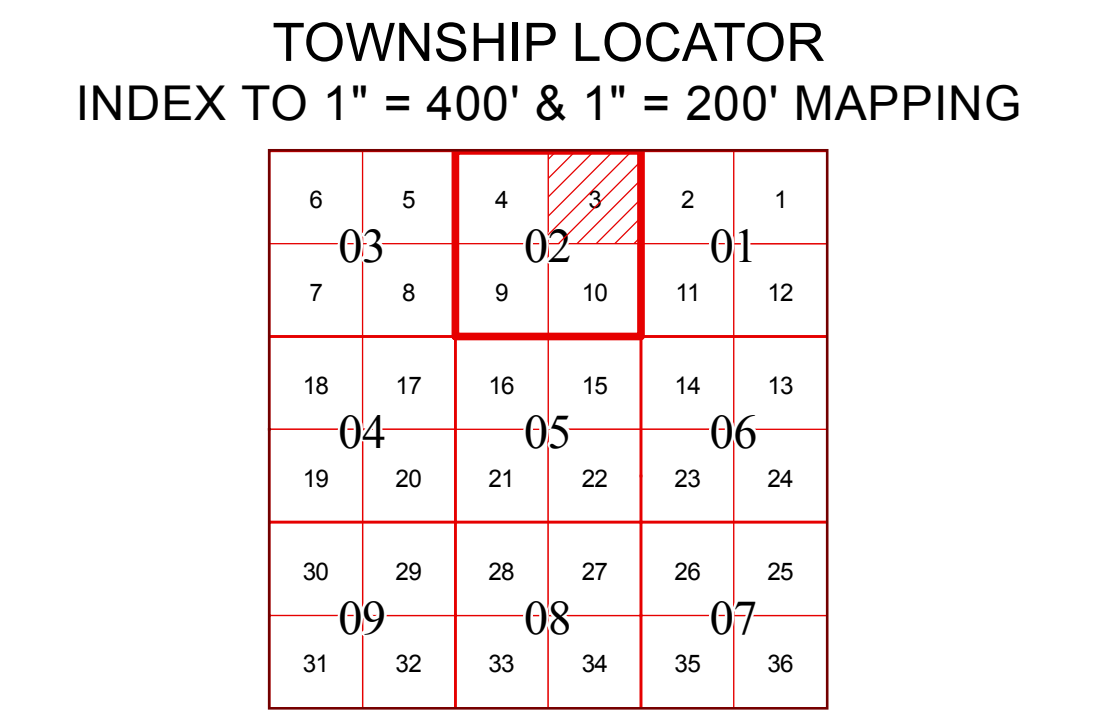 TOWNSHIP LOCATOR
INDEX TO 1" = 400' & 1" = 200' MAPPING
6 5 4 3 2 1
03 02 01
7 8 9 10 11 12
18 17 16 15 14 13
04 05 06
19 20 21 22 23 24
30 29 28 27 26 25
09 08 07
31 32 33 34 35 36